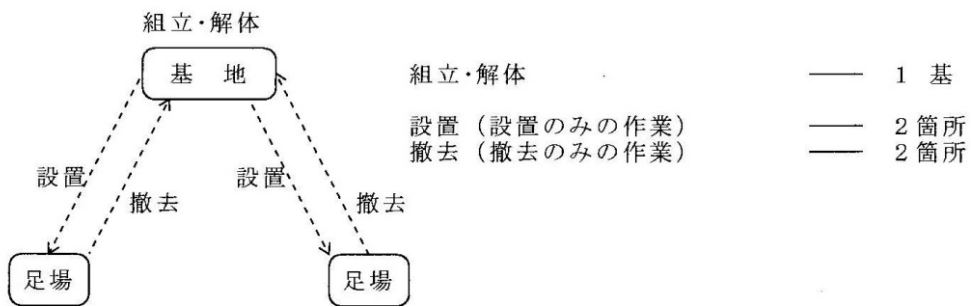 組立・解体
基 地
組立・解体 —— 1 基
設置（設置のみの作業） —— 2箇所
撤去（撤去のみの作業） —— 2箇所
設置
撤去
設置
撤去
足場
足場